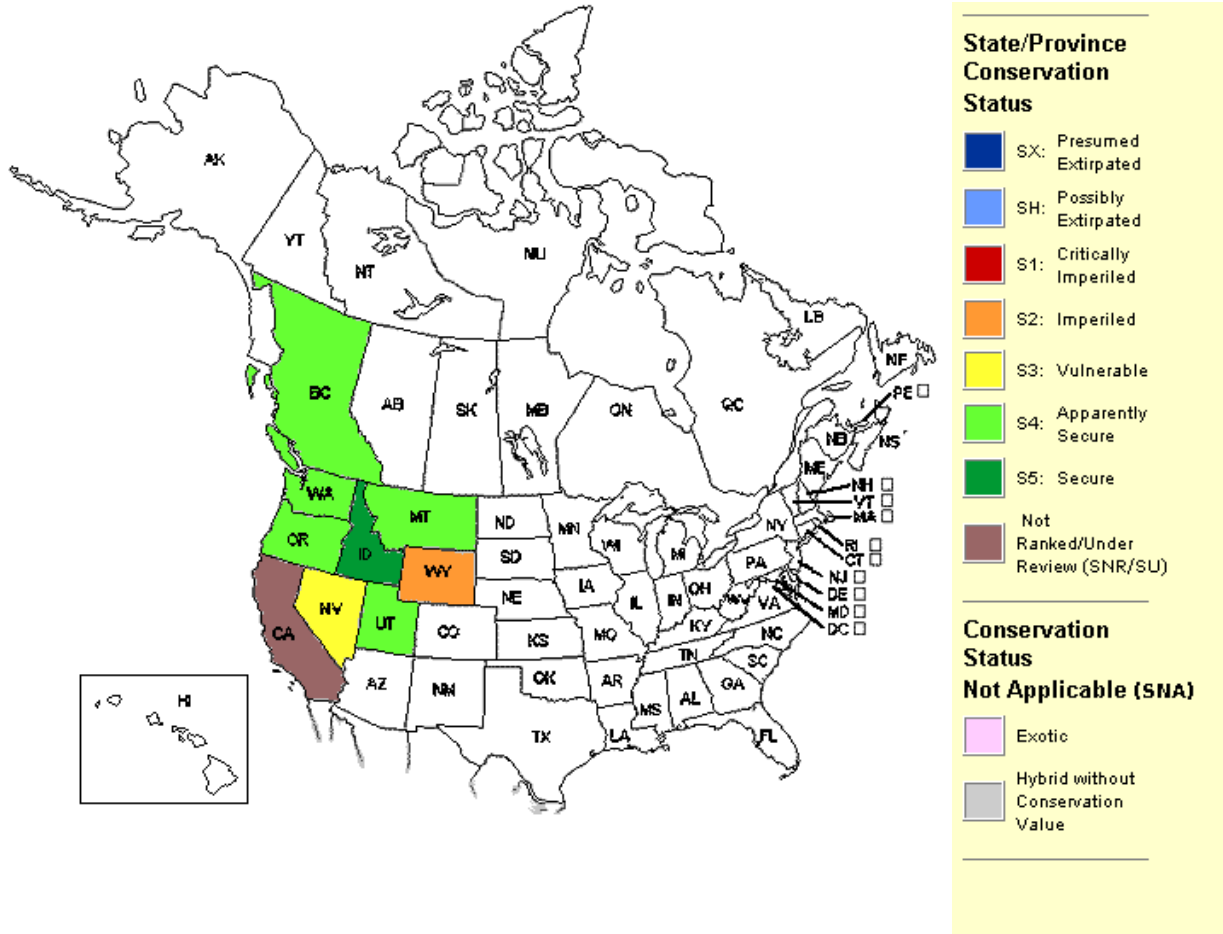 AK
YT
NT
NU
LB
NF
PE
BC
AB
SK
MB
ON
QC
NB
NS
ME
NH
VT
MA
WA
MT
ND
MN
OR
ID
SD
WI
MI
NY
RI
CT
WY
PA
NJ
NE
IA
IL
IN
OH
DE
NV
WV
VA
MD
CA
UT
CO
KS
MO
KY
DC
NC
TN
AZ
NM
OK
AR
SC
MS
AL
GA
HI
TX
LA
FL
State/Province
Conservation
Status
SX: Presumed
Extirpated
SH: Possibly
Extirpated
S1: Critically
Imperiled
S2: Imperiled
S3: Vulnerable
S4: Apparently
Secure
S5: Secure
Not
Ranked/Under
Review (SNR/SU)
Conservation
Status
Not Applicable (SNA)
Exotic
Hybrid without
Conservation
Value